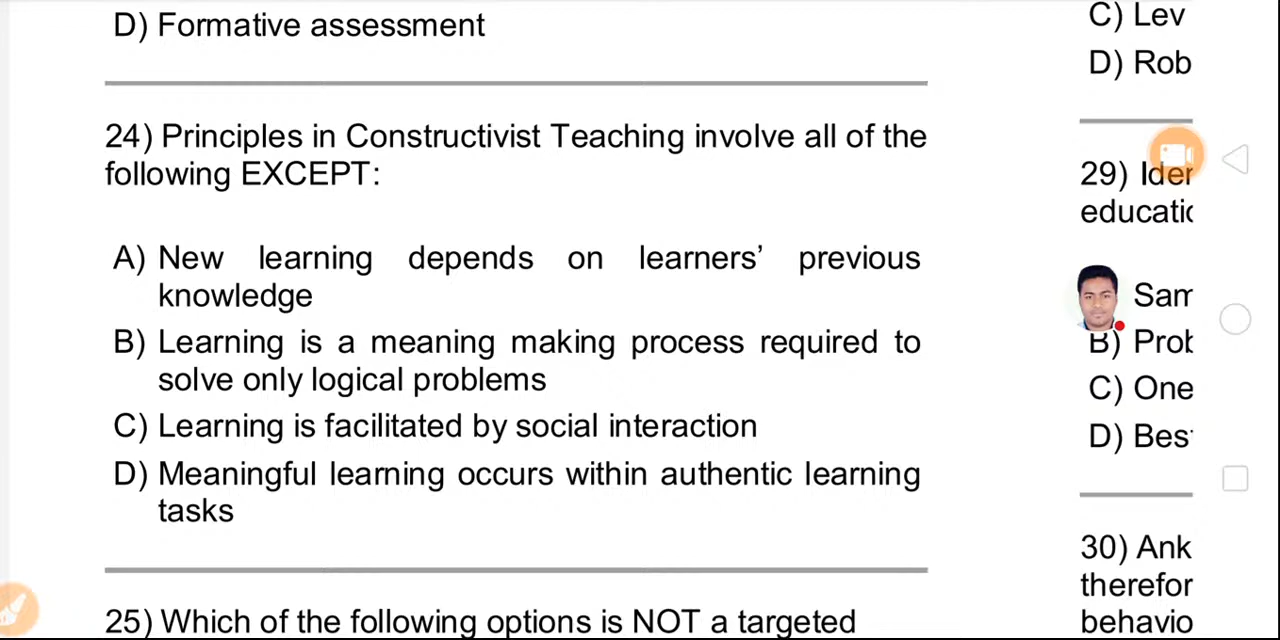 D) Formative assessment
24) Principles in Constructivist Teaching involve all of the
following EXCEPT:
A) New learning depends on learners' previous
knowledge
B) Learning is a meaning making process required to
solve only logical problems
C) Learning is facilitated by social interaction
D) Meaningful learning occurs within authentic learning
tasks
25) Which of the following options is NOT a targeted
C) Lev
D) Rob
29) Iden
educatic
Sam
B) Prob
C) One
D) Bes
30) Ank
therefor
behavio